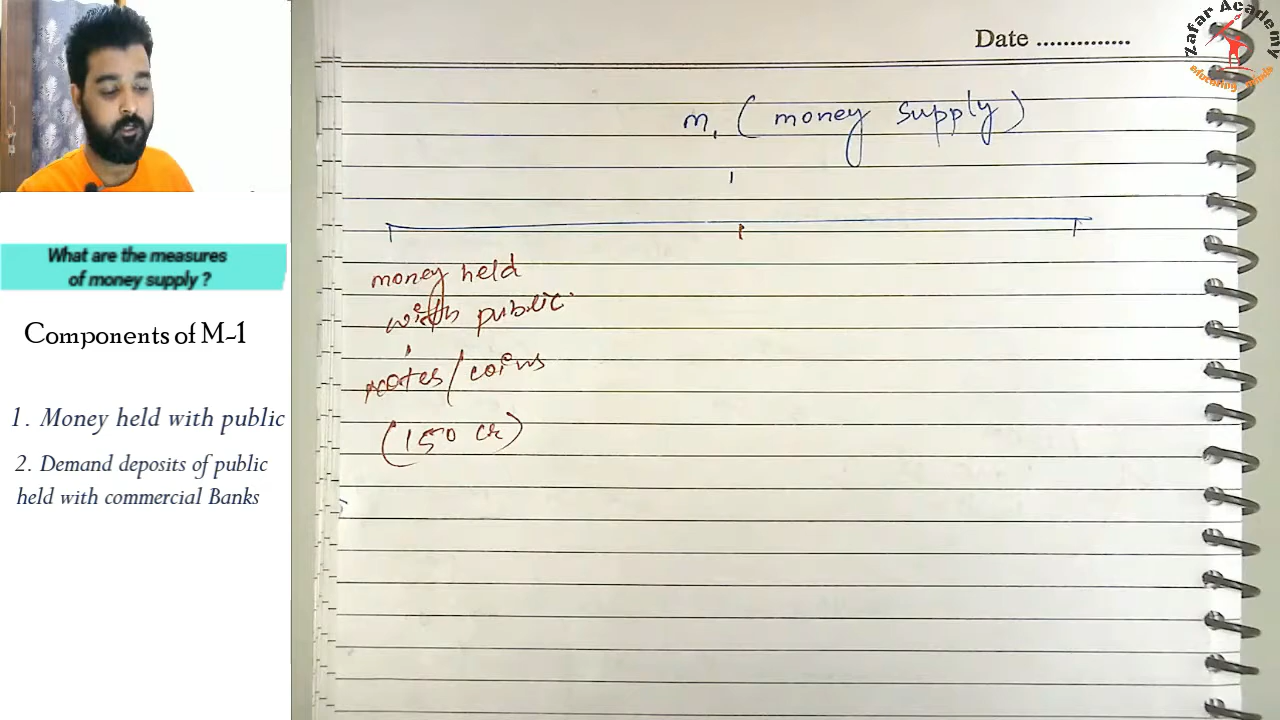 Zafar Academy
educating minds
Date ..............
m1 (money supply)
What are the measures
of money supply ?
Components of M-1
1. Money held with public
2. Demand deposits of public
held with commercial Banks
money held
with public
notes/coins
(150 cr)